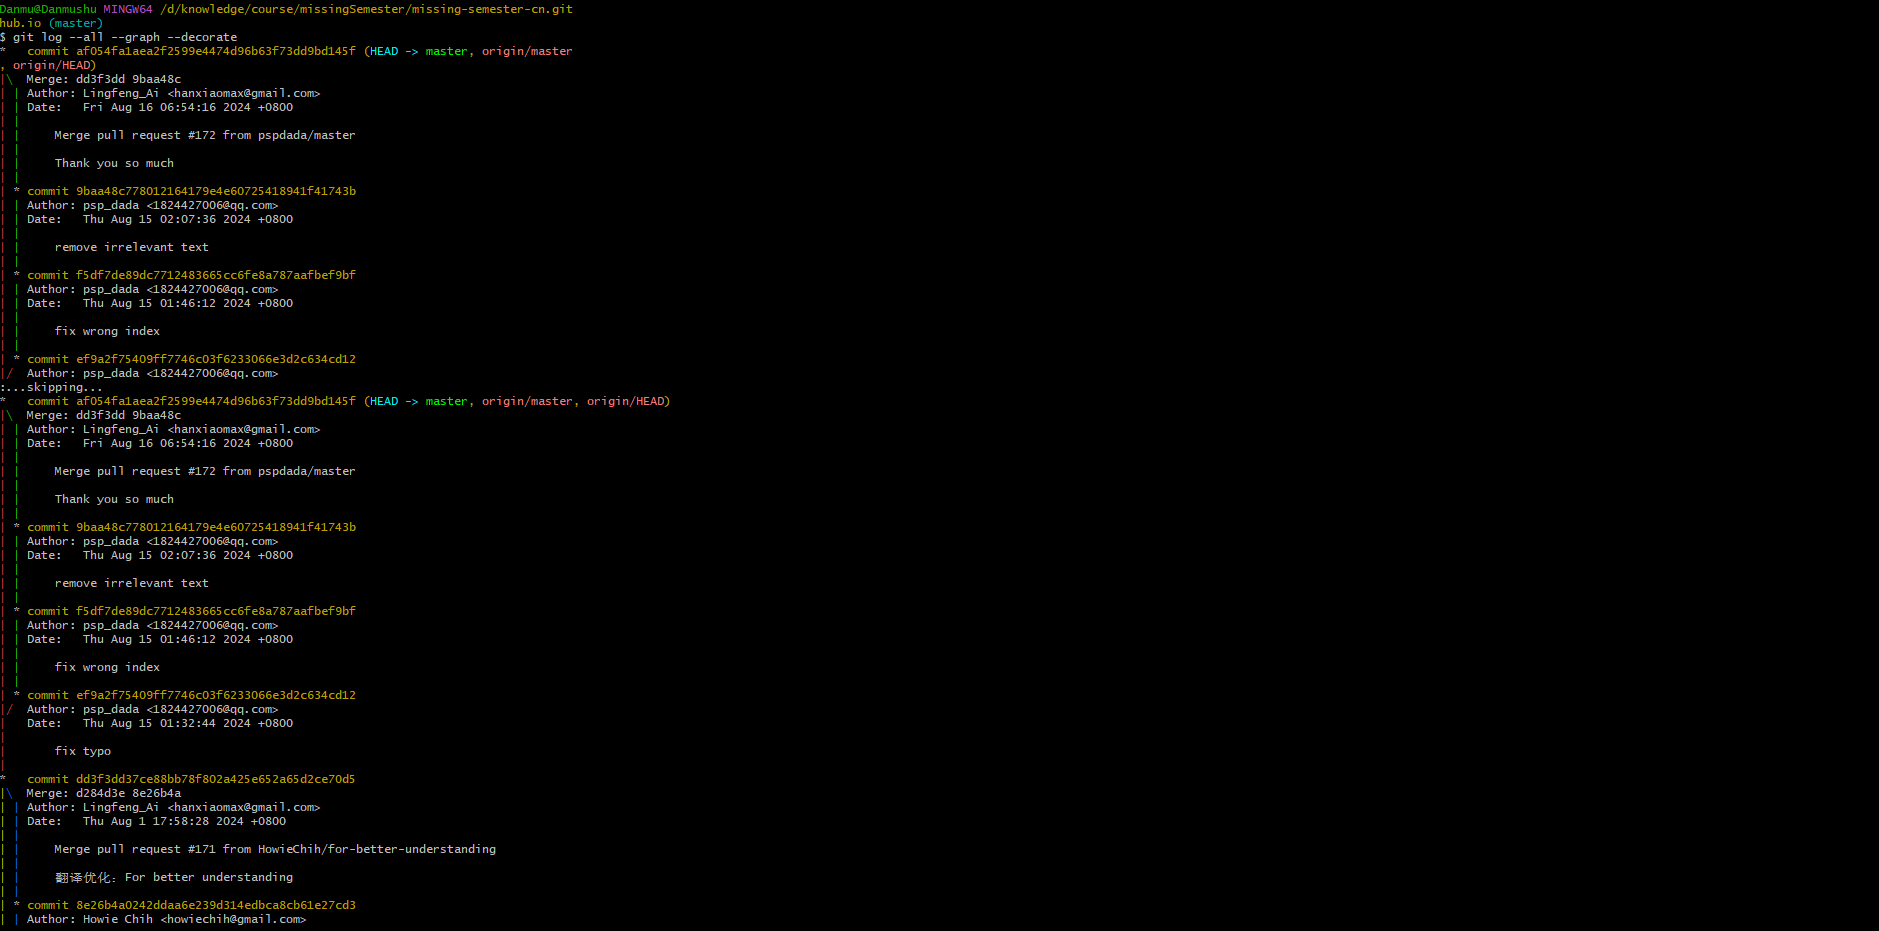 Danmu@Danmushu MINGW64 /d/knowledge/course/missingSemester/missing-semester-cn.git
hub.io (master)
$ git log --all --graph --decorate
*   commit af054fa1aea2f2599e4474d96b63f73dd9bd145f (HEAD -> master, origin/master
, origin/HEAD)
|\  Merge: dd3f3dd 9baa48c
| | Author: Lingfeng_Ai <hanxiaomax@gmail.com>
| | Date:   Fri Aug 16 06:54:16 2024 +0800
| |
| |     Merge pull request #172 from pspdada/master
| |
| |     Thank you so much
| |
| * commit 9baa48c778012164179e4e60725418941f41743b
| | Author: psp_dada <1824427006@qq.com>
| | Date:   Thu Aug 15 02:07:36 2024 +0800
| |
| |     remove irrelevant text
| |
| * commit f5df7de89dc7712483665cc6fe8a787aafbef9bf
| | Author: psp_dada <1824427006@qq.com>
| | Date:   Thu Aug 15 01:46:12 2024 +0800
| |
| |     fix wrong index
| |
| * commit ef9a2f75409ff7746c03f6233066e3d2c634cd12
|/  Author: psp_dada <1824427006@qq.com>
:...skipping...
*   commit af054fa1aea2f2599e4474d96b63f73dd9bd145f (HEAD -> master, origin/master, origin/HEAD)
|\  Merge: dd3f3dd 9baa48c
| | Author: Lingfeng_Ai <hanxiaomax@gmail.com>
| | Date:   Fri Aug 16 06:54:16 2024 +0800
| |
| |     Merge pull request #172 from pspdada/master
| |
| |     Thank you so much
| |
| * commit 9baa48c778012164179e4e60725418941f41743b
| | Author: psp_dada <1824427006@qq.com>
| | Date:   Thu Aug 15 02:07:36 2024 +0800
| |
| |     remove irrelevant text
| |
| * commit f5df7de89dc7712483665cc6fe8a787aafbef9bf
| | Author: psp_dada <1824427006@qq.com>
| | Date:   Thu Aug 15 01:46:12 2024 +0800
| |
| |     fix wrong index
| |
| * commit ef9a2f75409ff7746c03f6233066e3d2c634cd12
|/  Author: psp_dada <1824427006@qq.com>
|   Date:   Thu Aug 15 01:32:44 2024 +0800
|
|       fix typo
|
*   commit dd3f3dd37ce88bb78f802a425e652a65d2ce70d5
|\  Merge: d284d3e 8e26b4a
| | Author: Lingfeng_Ai <hanxiaomax@gmail.com>
| | Date:   Thu Aug 1 17:58:28 2024 +0800
| |
| |     Merge pull request #171 from HowieChih/for-better-understanding
| |
| |     翻译优化：For better understanding
| |
| * commit 8e26b4a0242ddaa6e239d314edbca8cb61e27cd3
| | Author: Howie Chih <howiechih@gmail.com>